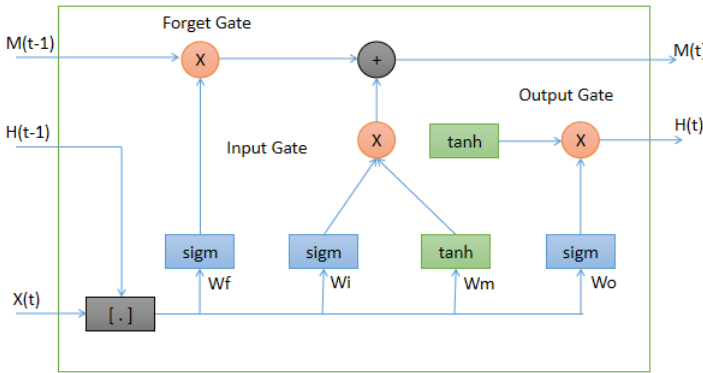 Forget Gate
M(t-1)
X
+
M(t)
Output Gate
H(t-1)
Input Gate
X
tanh
X
H(t)
sigm
sigm
tanh
sigm
Wf
Wi
Wm
Wo
X(t)
[ . ]